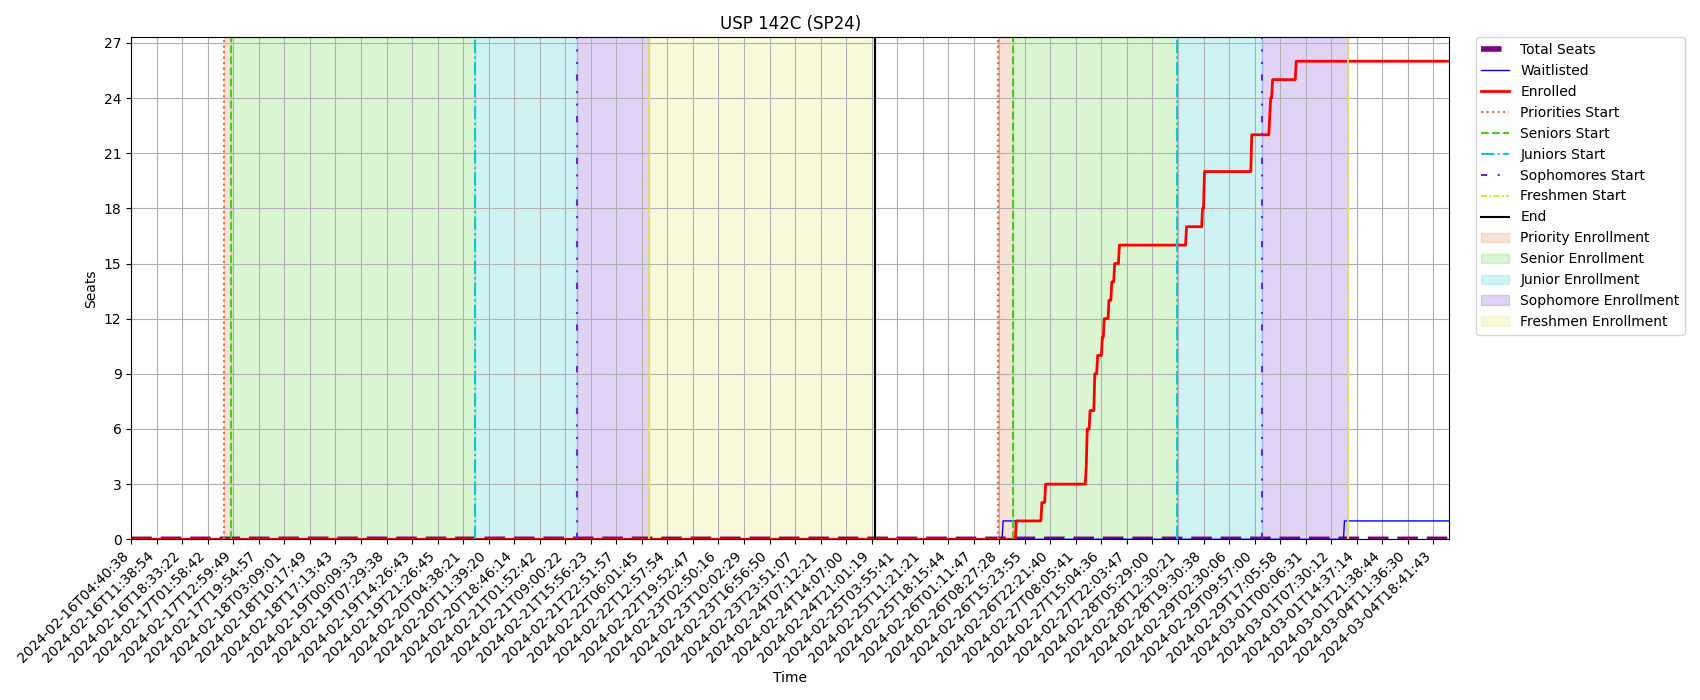 USP 142C (SP24)
27
24
21
18
15
12
9
6
3
0
Seats
2024-02-16T04:40:38
2024-02-16T11:38:54
2024-02-16T18:33:22
2024-02-17T01:58:42
2024-02-17T12:59:49
2024-02-17T19:54:57
2024-02-18T03:09:01
2024-02-18T10:17:49
2024-02-18T17:13:43
2024-02-19T00:09:33
2024-02-19T07:29:38
2024-02-19T14:26:43
2024-02-19T21:26:45
2024-02-20T04:38:21
2024-02-20T11:39:20
2024-02-20T18:46:14
2024-02-21T01:52:42
2024-02-21T09:00:22
2024-02-21T15:56:23
2024-02-21T22:51:57
2024-02-22T06:01:45
2024-02-22T12:57:54
2024-02-22T19:52:47
2024-02-23T02:50:16
2024-02-23T10:02:29
2024-02-23T16:56:50
2024-02-23T23:51:07
2024-02-24T07:12:21
2024-02-24T14:07:00
2024-02-24T21:01:19
2024-02-25T03:55:41
2024-02-25T11:21:21
2024-02-25T18:15:44
2024-02-26T01:11:47
2024-02-26T08:27:28
2024-02-26T15:23:55
2024-02-26T22:21:40
2024-02-27T08:05:41
2024-02-27T15:04:36
2024-02-27T22:03:47
2024-02-28T05:29:00
2024-02-28T12:30:21
2024-02-28T19:30:38
2024-02-29T02:30:06
2024-02-29T09:57:00
2024-02-29T17:05:58
2024-03-01T00:06:31
2024-03-01T07:30:12
2024-03-01T14:37:14
2024-03-01T21:38:44
2024-03-04T11:36:30
2024-03-04T18:41:43
Time
Total Seats
Waitlisted
Enrolled
Priorities Start
Seniors Start
Juniors Start
Sophomores Start
Freshmen Start
End
Priority Enrollment
Senior Enrollment
Junior Enrollment
Sophomore Enrollment
Freshmen Enrollment